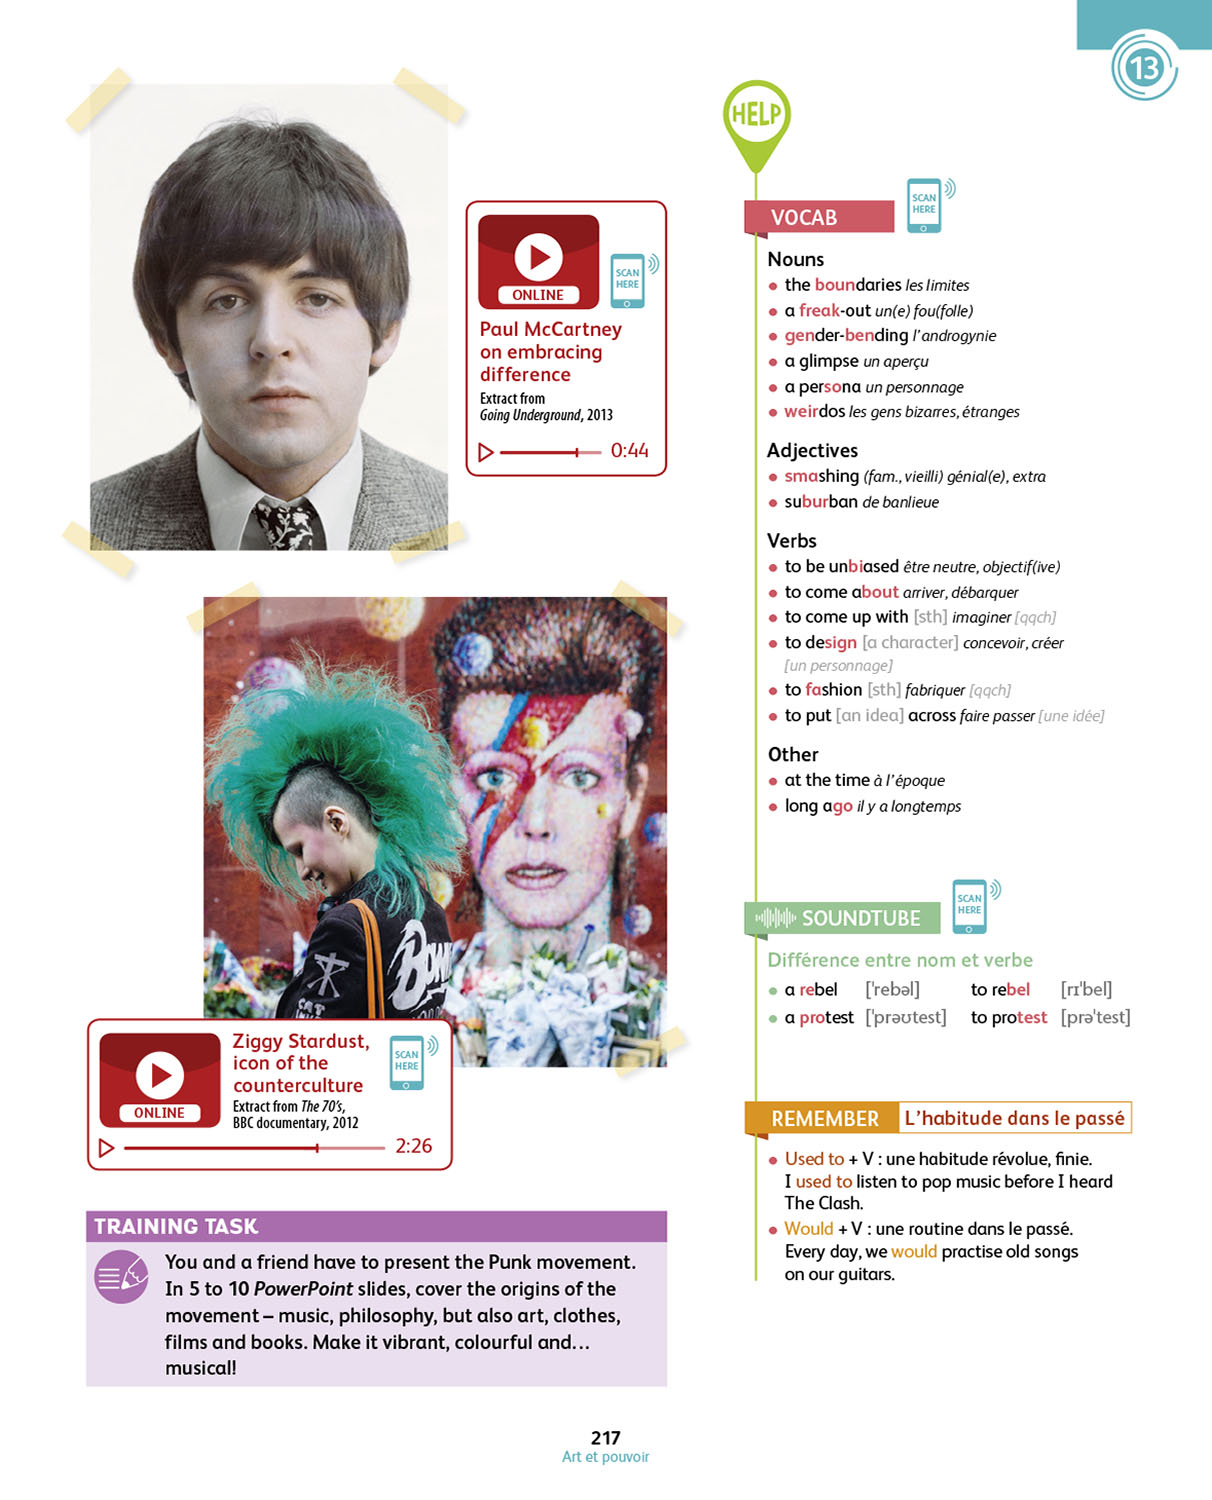 13
HELP
VOCAB
SCAN
HERE
Nouns
the boundaries les limites
a freak-out un(e) fou(folle)
gender-bending l'androgynie
a glimpse un aperçu
a persona un personnage
weirdos les gens bizarres, étranges
Adjectives
smashing (fam., vieilli) génial(e), extra
suburban de banlieue
Verbs
to be unbiased être neutre, objectif(ive)
to come about arriver, débarquer
to come up with [sth] imaginer [qqch]
to design [a character] concevoir, créer
[un personnage]
to fashion [sth] fabriquer [qqch]
to put [an idea] across faire passer [une idée]
Other
at the time à l'époque
long ago il y a longtemps
SOUNDTUBE
SCAN
HERE
Différence entre nom et verbe
a rebel ['rebəl] to rebel [rɪ'bel]
a protest ['prəʊtest] to protest [prə'test]
REMEMBER L'habitude dans le passé
Used to + V : une habitude révolue, finie.
I used to listen to pop music before I heard
The Clash.
Would + V : une routine dans le passé.
Every day, we would practise old songs
on our guitars.
ONLINE
SCAN
HERE
Paul McCartney
on embracing
difference
Extract from
Going Underground, 2013
0:44
ONLINE
Ziggy Stardust,
icon of the
counterculture
SCAN
HERE
Extract from The 70's,
BBC documentary, 2012
2:26
TRAINING TASK
You and a friend have to present the Punk movement.
In 5 to 10 PowerPoint slides, cover the origins of the
movement – music, philosophy, but also art, clothes,
films and books. Make it vibrant, colourful and...
musical!
217
Art et pouvoir